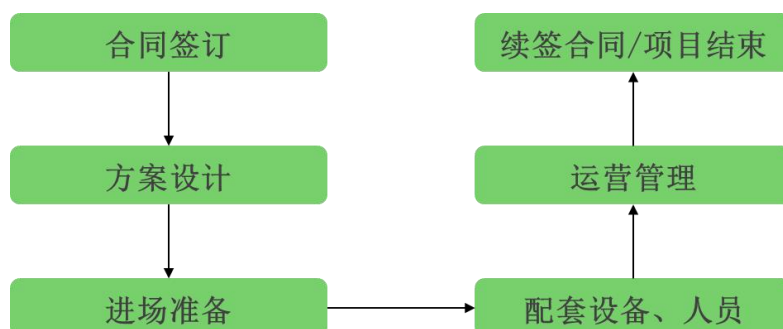 合同签订
方案设计
进场准备
配套设备、人员
运营管理
续签合同/项目结束